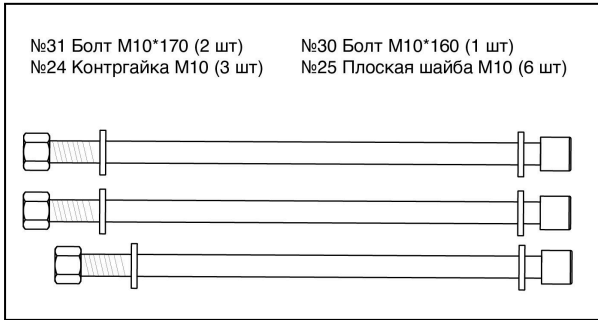 №31 Болт М10*170 (2 шт) №30 Болт М10*160 (1 шт)
№24 Контргайка М10 (3 шт) №25 Плоская шайба М10 (6 шт)